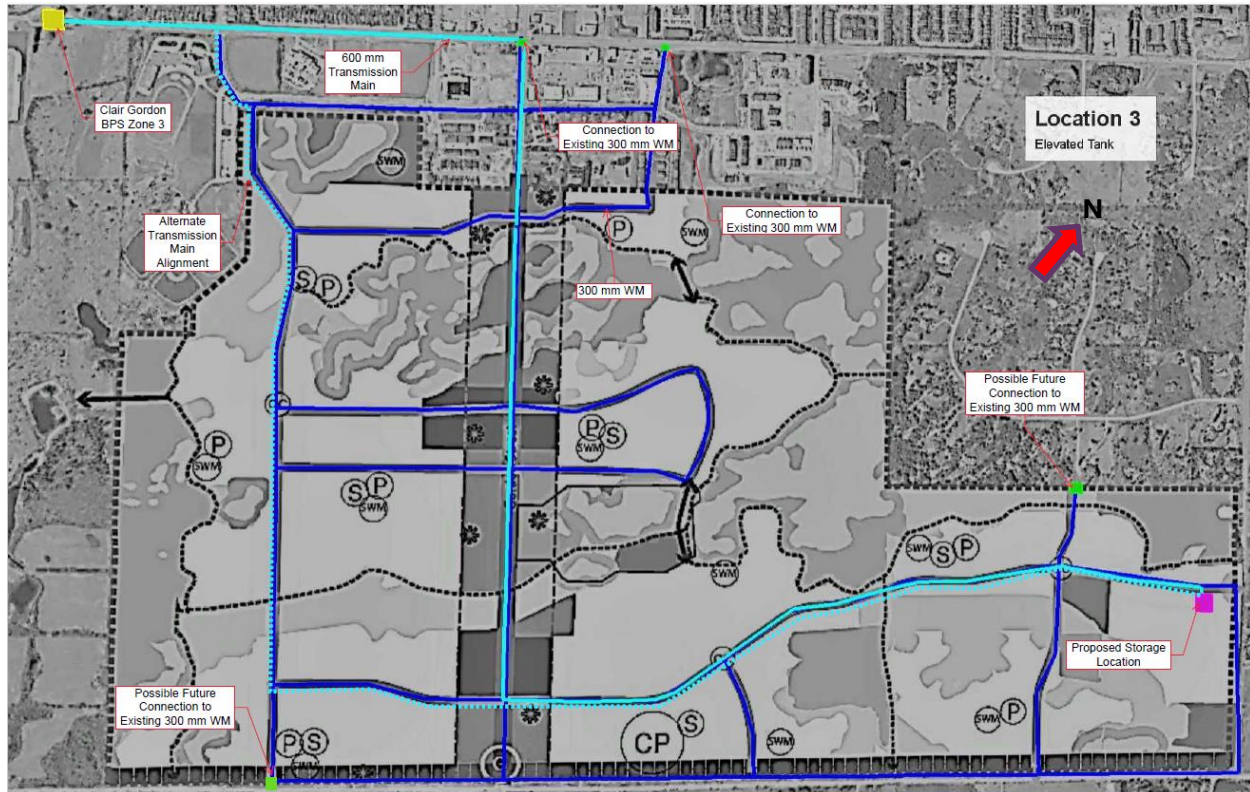 600 mm
Transmission
Main
Clair Gordon
BPS Zone 3
Connection to
Existing 300 mm WM
Location 3
Elevated Tank
SWM
N
Alternate
Transmission
Main
Alignment
Connection to
Existing 300 mm WM
P
SWM
S
P
300 mm WM
Possible Future
Connection to
Existing 300 mm WM
P
SWM
P
S
SWM
S
P
SWM
SWM
SWM
S
P
Proposed Storage
Location
Possible Future
Connection to
Existing 300 mm WM
P
S
SWM
CP
S
SWM
SWM
P